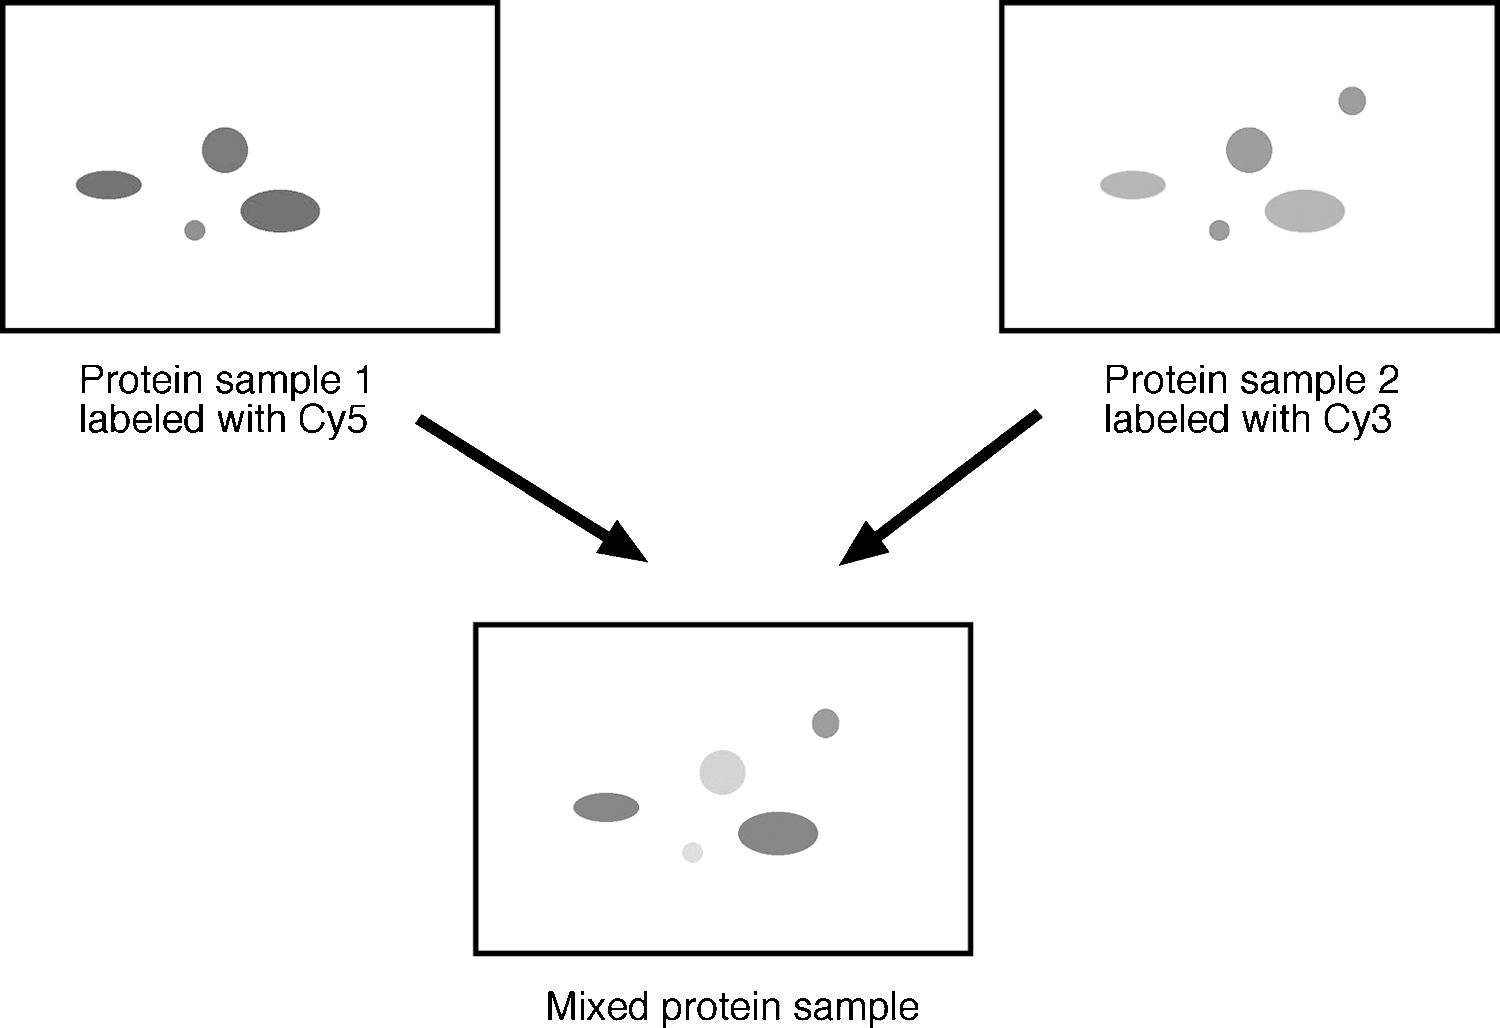 Protein sample 1
labeled with Cy5
Protein sample 2
labeled with Cy3
Mixed protein sample